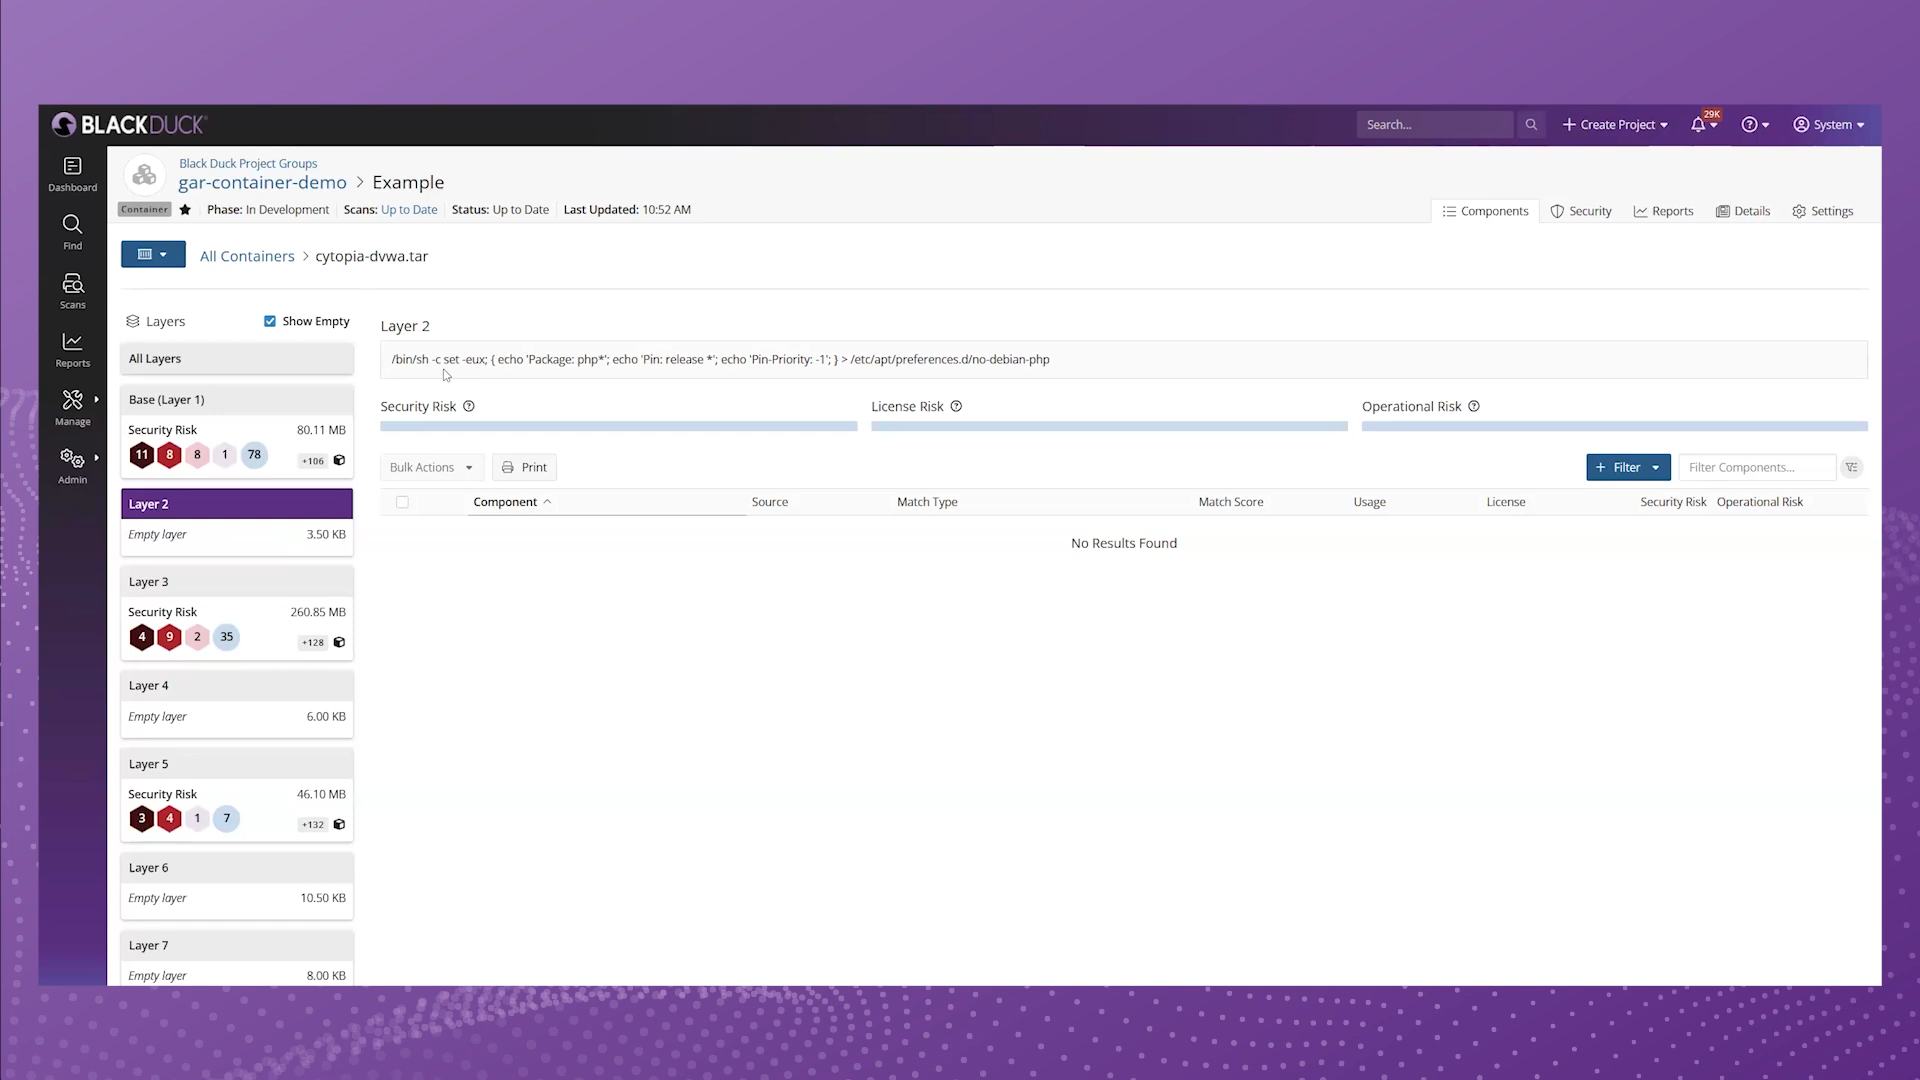 BLACKDUCK
Search...
Create Project
29K
System
Dashboard
Find
Scans
Reports
Manage
Admin
Black Duck Project Groups
gar-container-demo > Example
Container
Phase: In Development
Scans: Up to Date
Status: Up to Date
Last Updated: 10:52 AM
Components
Security
Reports
Details
Settings
All Containers > cytopia-dvwa.tar
Layers
Show Empty
All Layers
Base (Layer 1)
Security Risk 80.11 MB
11 8 8 1 78 +106
Layer 2
Empty layer 3.50 KB
Layer 3
Security Risk 260.85 MB
4 9 2 35 +128
Layer 4
Empty layer 6.00 KB
Layer 5
Security Risk 46.10 MB
3 4 1 7 +132
Layer 6
Empty layer 10.50 KB
Layer 7
Empty layer 8.00 KB
Layer 2
/bin/sh -c set -eux; { echo 'Package: php*'; echo 'Pin: release *'; echo 'Pin-Priority: -1'; } > /etc/apt/preferences.d/no-debian-php
Security Risk ? License Risk ? Operational Risk ?
Bulk Actions
Print
+ Filter
Filter Components...
Component Source Match Type Match Score Usage License Security Risk Operational Risk
No Results Found